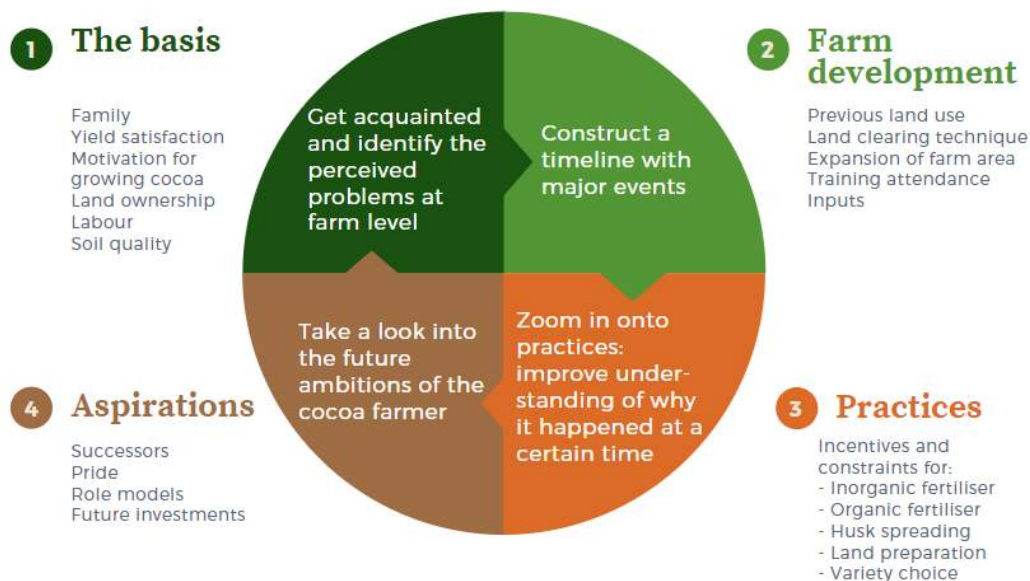 1 The basis
Family
Yield satisfaction
Motivation for
growing cocoa
Land ownership
Labour
Soil quality
Get acquainted
and identify the
perceived
problems at
farm level
2 Farm
development
Previous land use
Land clearing technique
Expansion of farm area
Training attendance
Inputs
Construct a
timeline with
major events
3 Practices
Incentives and
constraints for:
- Inorganic fertiliser
- Organic fertiliser
- Husk spreading
- Land preparation
- Variety choice
Zoom in onto
practices:
improve under-
standing of why
it happened at a
certain time
4 Aspirations
Successors
Pride
Role models
Future investments
Take a look into
the future
ambitions of the
cocoa farmer